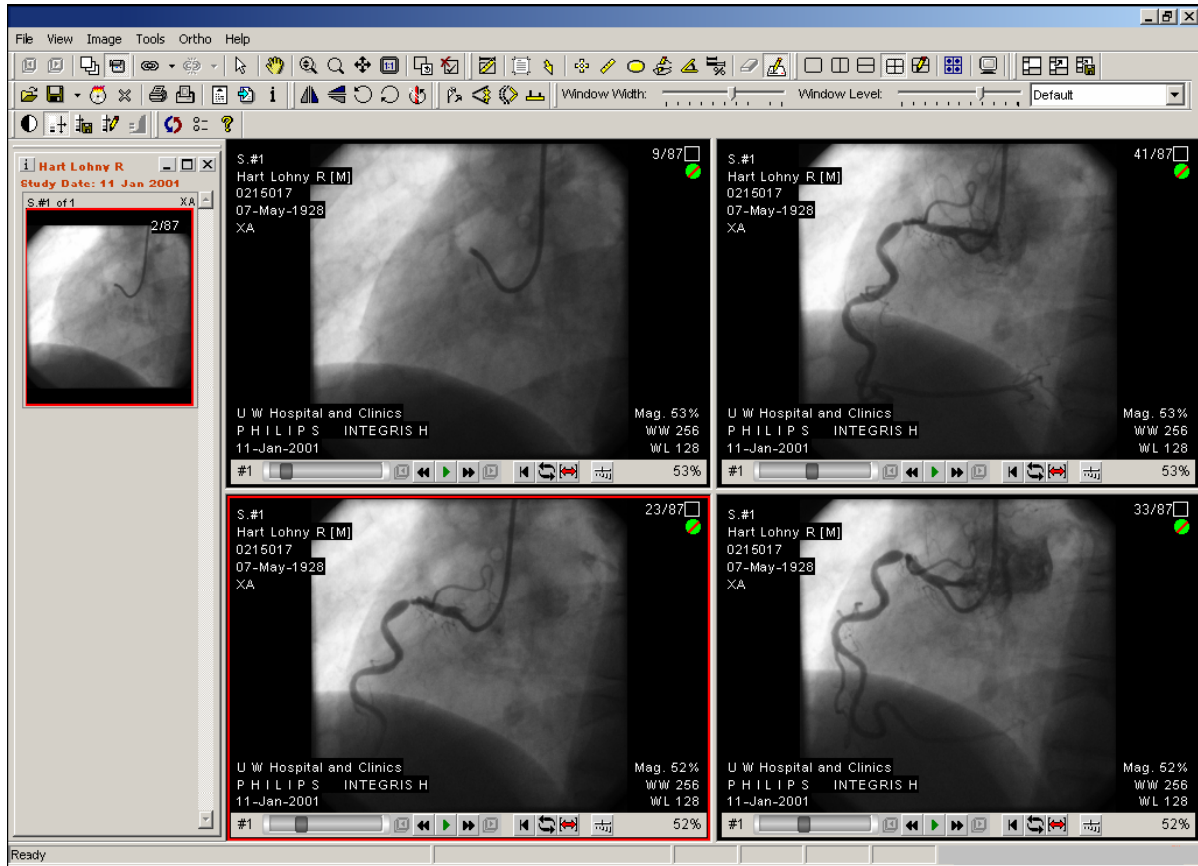 File View Image Tools Ortho Help
Window Width: Window Level: Default
Hart Lohny R
Study Date: 11 Jan 2001
S.#1 of 1 XA
2/87
S.#1 9/87
Hart Lohny R [M]
0215017
07-May-1928
XA
U W Hospital and Clinics Mag. 53%
PHILIPS INTEGRIS H WW 256
11-Jan-2001 WL 128
#1 53%
S.#1 41/87
Hart Lohny R [M]
0215017
07-May-1928
XA
U W Hospital and Clinics Mag. 53%
PHILIPS INTEGRIS H WW 256
11-Jan-2001 WL 128
#1 53%
S.#1 23/87
Hart Lohny R [M]
0215017
07-May-1928
XA
U W Hospital and Clinics Mag. 52%
PHILIPS INTEGRIS H WW 256
11-Jan-2001 WL 128
#1 52%
S.#1 33/87
Hart Lohny R [M]
0215017
07-May-1928
XA
U W Hospital and Clinics Mag. 52%
PHILIPS INTEGRIS H WW 256
11-Jan-2001 WL 128
#1 52%
Ready